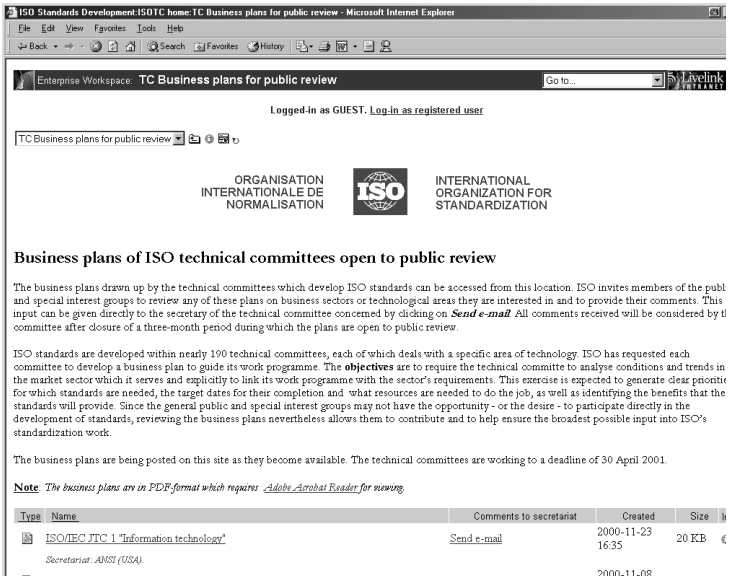 ISO Standards Development:ISOTC home:TC Business plans for public review - Microsoft Internet Explorer
File Edit View Favorites Tools Help
Back Search Favorites History
Enterprise Workspace: TC Business plans for public review
Go to...
Livelink
INTRANET
Logged-in as GUEST. Log-in as registered user
TC Business plans for public review
ORGANISATION
INTERNATIONALE DE
NORMALISATION
ISO
INTERNATIONAL
ORGANIZATION FOR
STANDARDIZATION
Business plans of ISO technical committees open to public review
The business plans drawn up by the technical committees which develop ISO standards can be accessed from this location. ISO invites members of the publ
and special interest groups to review any of these plans on business sectors or technological areas they are interested in and to provide their comments. This
input can be given directly to the secretary of the technical committee concerned by clicking on Send e-mail. All comments received will be considered by th
committee after closure of a three-month period during which the plans are open to public review.
ISO standards are developed within nearly 190 technical committees, each of which deals with a specific area of technology. ISO has requested each
committee to develop a business plan to guide its work programme. The objectives are to require the technical committe to analyse conditions and trends in
the market sector which it serves and explicitly to link its work programme with the sector's requirements. This exercise is expected to generate clear prioritie
for which standards are needed, the target dates for their completion and what resources are needed to do the job, as well as identifying the benefits that the
standards will provide. Since the general public and special interest groups may not have the opportunity - or the desire - to participate directly in the
development of standards, reviewing the business plans nevertheless allows them to contribute and to help ensure the broadest possible input into ISO's
standardization work.
The business plans are being posted on this site as they become available. The technical committees are working to a deadline of 30 April 2001.
Note: The business plans are in PDF-format which requires Adobe Acrobat Reader for viewing.
Type Name Comments to secretariat Created Size
ISO/IEC JTC 1 "Information technology" Send e-mail 2000-11-23 20 KB
16:35
Secretariat: ANSI (USA).
2000-11-08